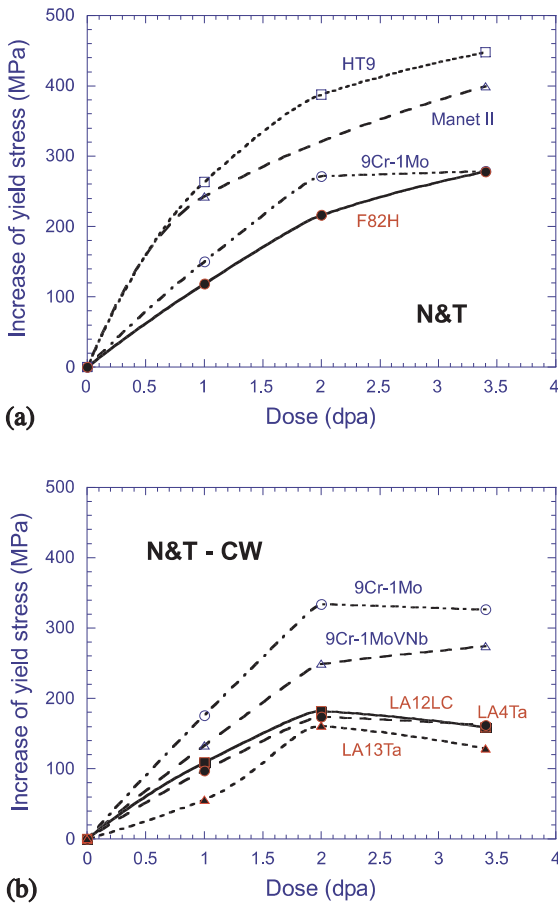 500
400
300
200
100
0
Increase of yield stress (MPa)
HT9
Manet II
9Cr-1Mo
F82H
N&T
0 0.5 1 1.5 2 2.5 3 3.5 4
Dose (dpa)
(a)
500
400
300
200
100
0
Increase of yield stress (MPa)
N&T - CW
9Cr-1Mo
9Cr-1MoVNb
LA12LC
LA4Ta
LA13Ta
0 0.5 1 1.5 2 2.5 3 3.5 4
Dose (dpa)
(b)